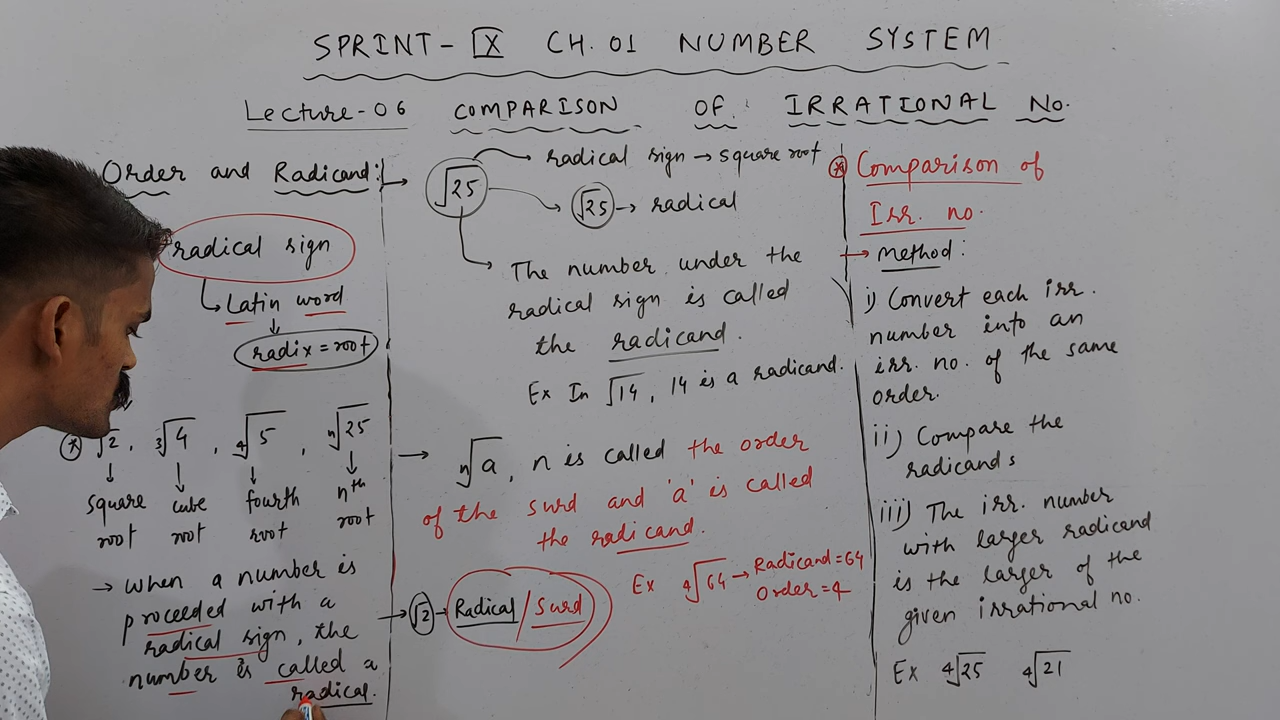 SPRINT-IX CH. 01 NUMBER SYSTEM
Lecture-06 COMPARISON OF IRRATIONAL No.
Order and Radicand:
radical sign
Latin word
radix = root
√2, ³√4, ⁴√5, ⁿ√25
square root
cube root
fourth root
nth root
→ when a number is
proceeded with a
radical sign, the
number is called a
radical.
→ √25
radical sign → square root
√25 → radical
The number under the
radical sign is called
the radicand.
Ex In √14, 14 is a radicand.
→ ⁿ√a, n is called the order
of the surd and 'a' is called
the radicand.
Ex ⁴√64 → Radicand = 64
Order = 4
→ √2 → Radical / Surd
* Comparison of
Irr. no.
→ Method:
i) Convert each irr.
number into an
irr. no. of the same
order.
ii) Compare the
radicands
iii) The irr. number
with larger radicand
is the larger of the
given irrational no.
Ex ⁴√25 ⁴√21